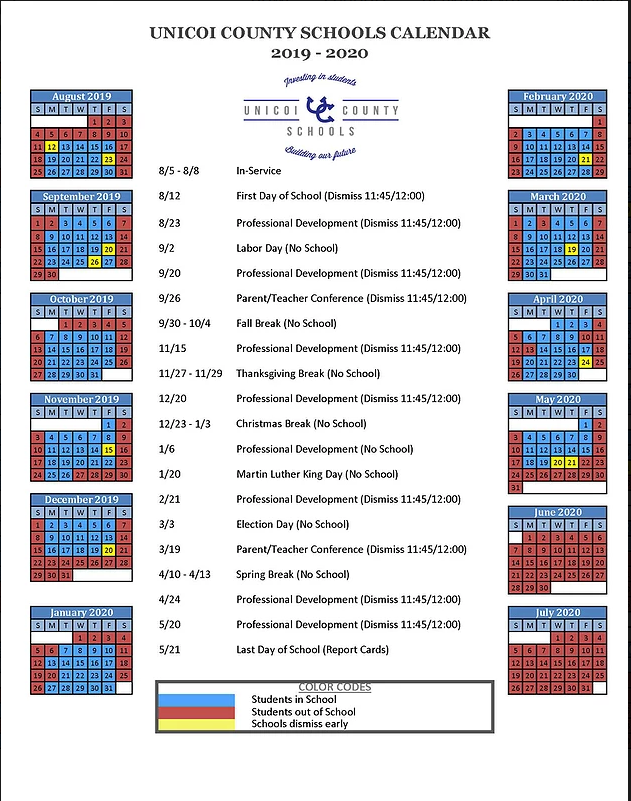 UNICOI COUNTY SCHOOLS CALENDAR
2019 - 2020
Investing in students
UNICOI UC COUNTY
SCHOOLS
Building our future
August 2019
S M T W T F S
1 2 3
4 5 6 7 8 9 10
11 12 13 14 15 16 17
18 19 20 21 22 23 24
25 26 27 28 29 30 31
September 2019
S M T W T F S
1 2 3 4 5 6 7
8 9 10 11 12 13 14
15 16 17 18 19 20 21
22 23 24 25 26 27 28
29 30
October 2019
S M T W T F S
1 2 3 4 5
6 7 8 9 10 11 12
13 14 15 16 17 18 19
20 21 22 23 24 25 26
27 28 29 30 31
November 2019
S M T W T F S
1 2
3 4 5 6 7 8 9
10 11 12 13 14 15 16
17 18 19 20 21 22 23
24 25 26 27 28 29 30
December 2019
S M T W T F S
1 2 3 4 5 6 7
8 9 10 11 12 13 14
15 16 17 18 19 20 21
22 23 24 25 26 27 28
29 30 31
January 2020
S M T W T F S
1 2 3 4
5 6 7 8 9 10 11
12 13 14 15 16 17 18
19 20 21 22 23 24 25
26 27 28 29 30 31
8/5 - 8/8 In-Service
8/12 First Day of School (Dismiss 11:45/12:00)
8/23 Professional Development (Dismiss 11:45/12:00)
9/2 Labor Day (No School)
9/20 Professional Development (Dismiss 11:45/12:00)
9/26 Parent/Teacher Conference (Dismiss 11:45/12:00)
9/30 - 10/4 Fall Break (No School)
11/15 Professional Development (Dismiss 11:45/12:00)
11/27 - 11/29 Thanksgiving Break (No School)
12/20 Professional Development (Dismiss 11:45/12:00)
12/23 - 1/3 Christmas Break (No School)
1/6 Professional Development (No School)
1/20 Martin Luther King Day (No School)
2/21 Professional Development (Dismiss 11:45/12:00)
3/3 Election Day (No School)
3/19 Parent/Teacher Conference (Dismiss 11:45/12:00)
4/10 - 4/13 Spring Break (No School)
4/24 Professional Development (Dismiss 11:45/12:00)
5/20 Professional Development (Dismiss 11:45/12:00)
5/21 Last Day of School (Report Cards)
COLOR CODES
Students in School
Students out of School
Schools dismiss early
February 2020
S M T W T F S
1
2 3 4 5 6 7 8
9 10 11 12 13 14 15
16 17 18 19 20 21 22
23 24 25 26 27 28 29
March 2020
S M T W T F S
1 2 3 4 5 6 7
8 9 10 11 12 13 14
15 16 17 18 19 20 21
22 23 24 25 26 27 28
29 30 31
April 2020
S M T W T F S
1 2 3 4
5 6 7 8 9 10 11
12 13 14 15 16 17 18
19 20 21 22 23 24 25
26 27 28 29 30
May 2020
S M T W T F S
1 2
3 4 5 6 7 8 9
10 11 12 13 14 15 16
17 18 19 20 21 22 23
24 25 26 27 28 29 30
31
June 2020
S M T W T F S
1 2 3 4 5 6
7 8 9 10 11 12 13
14 15 16 17 18 19 20
21 22 23 24 25 26 27
28 29 30
July 2020
S M T W T F S
1 2 3 4
5 6 7 8 9 10 11
12 13 14 15 16 17 18
19 20 21 22 23 24 25
26 27 28 29 30 31